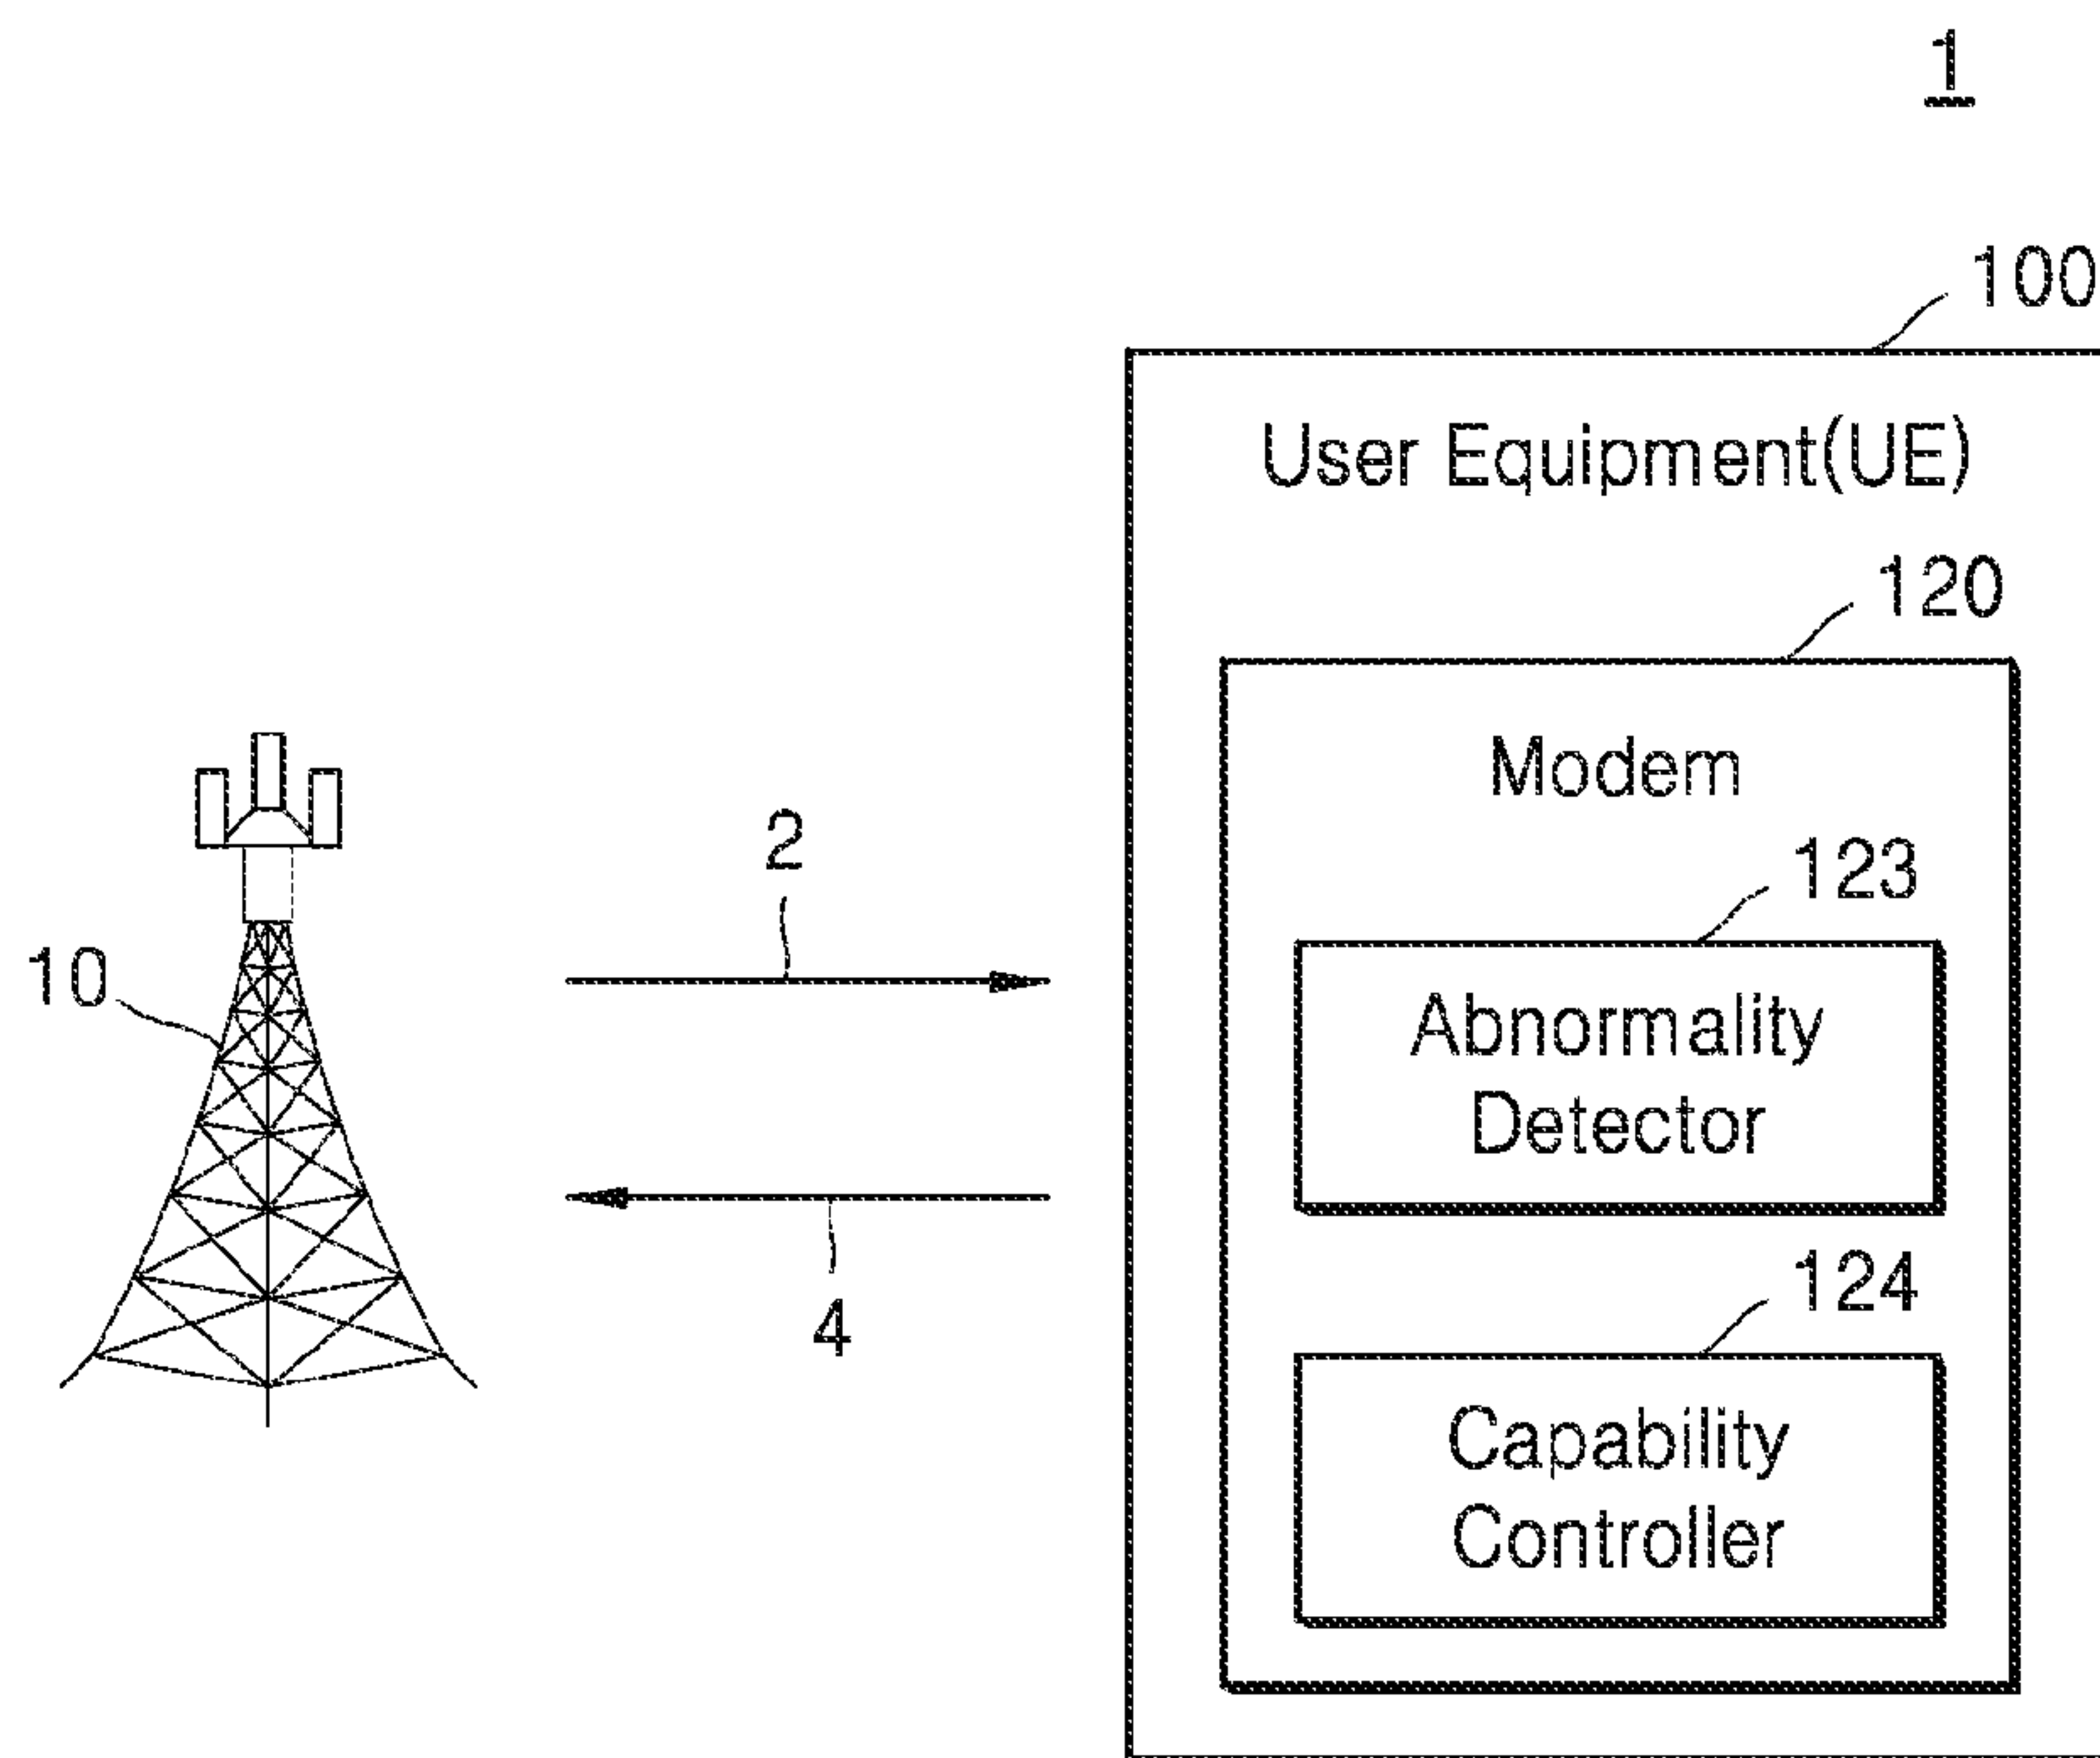 1
100
User Equipment(UE)
120
Modem
2
123
10
Abnormality
Detector
4
124
Capability
Controller